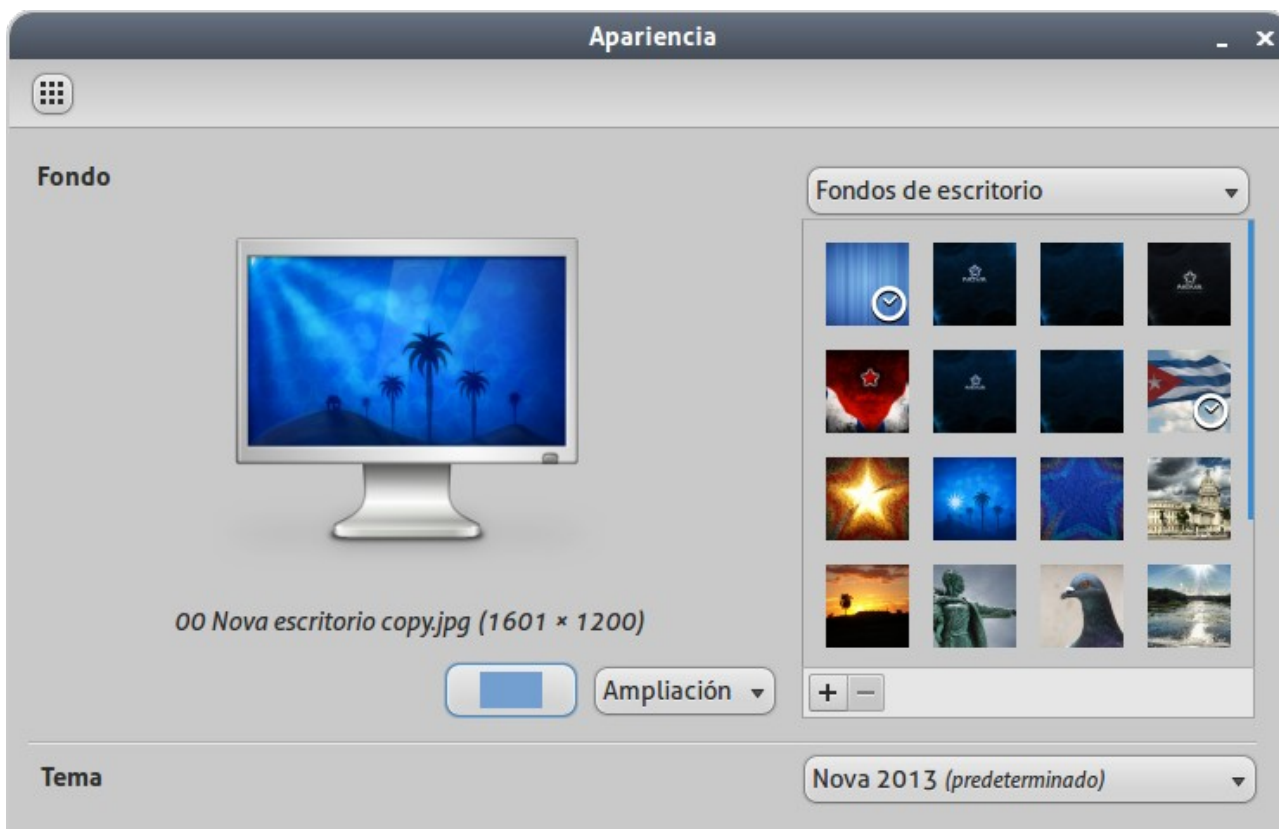 Apariencia
Fondo
Fondos de escritorio
00 Nova escritorio copy.jpg (1601 × 1200)
Ampliación
Tema
Nova 2013 (predeterminado)